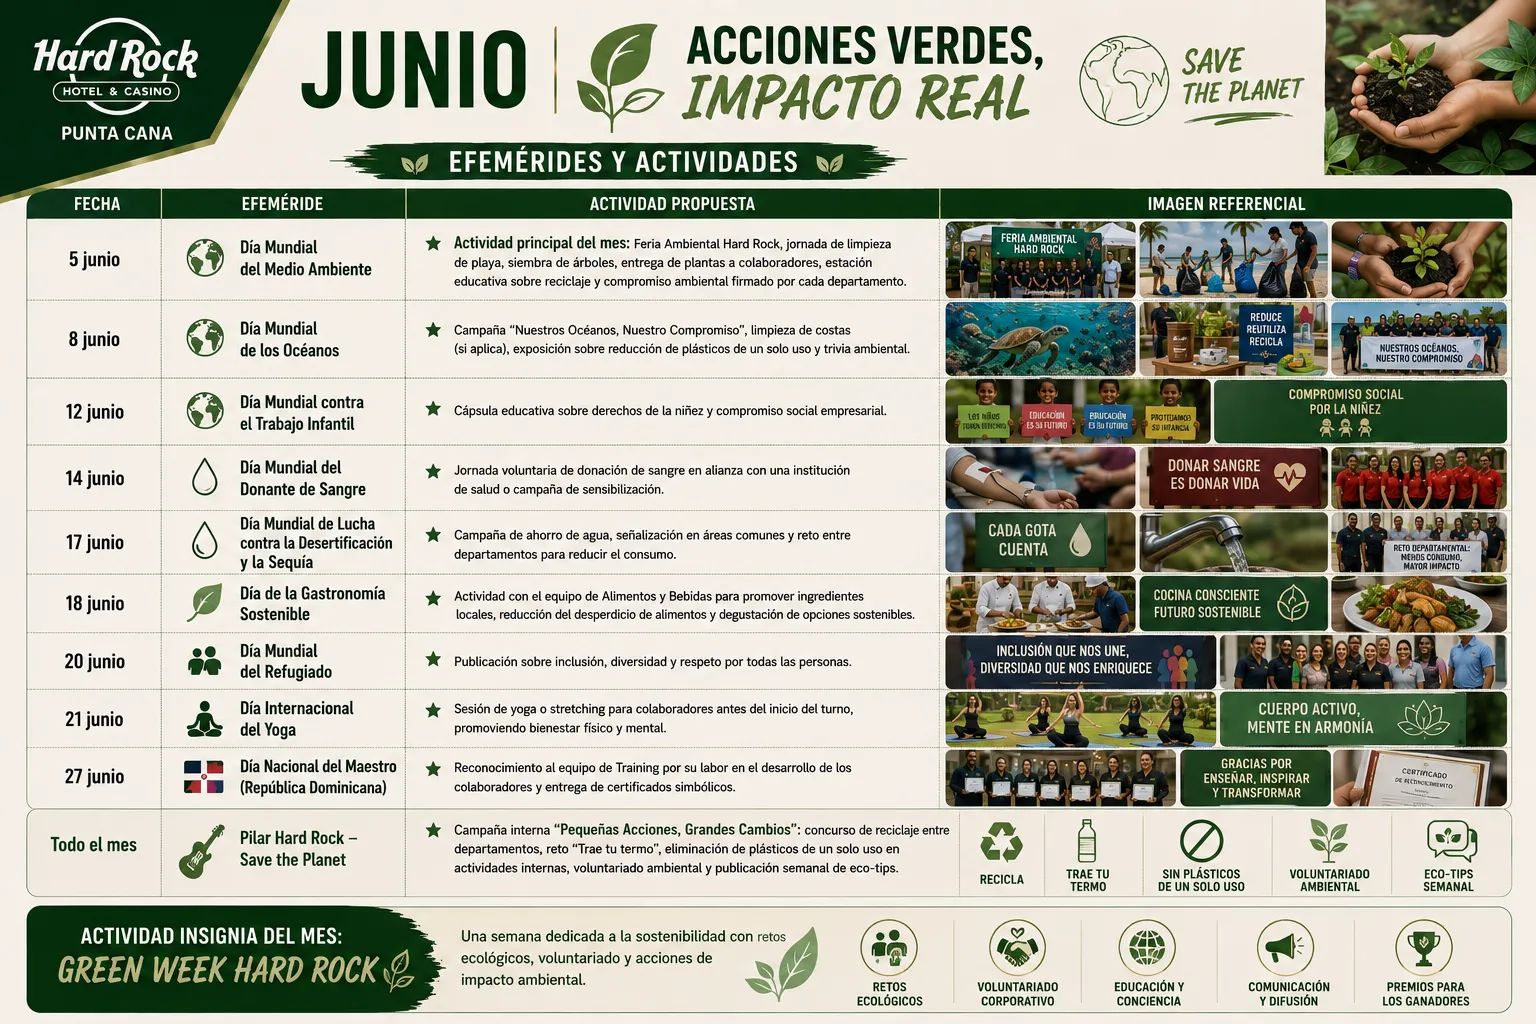 Hard Rock
HOTEL & CASINO
PUNTA CANA
JUNIO
ACCIONES VERDES,
IMPACTO REAL
SAVE
THE PLANET
EFEMÉRIDES Y ACTIVIDADES
FECHA
EFEMÉRIDE
ACTIVIDAD PROPUESTA
IMAGEN REFERENCIAL
5 junio
Día Mundial
del Medio Ambiente
Actividad principal del mes: Feria Ambiental Hard Rock, jornada de limpieza
de playa, siembra de árboles, entrega de plantas a colaboradores, estación
educativa sobre reciclaje y compromiso ambiental firmado por cada departamento.
FERIA AMBIENTAL
HARD ROCK
8 junio
Día Mundial
de los Océanos
Campaña “Nuestros Océanos, Nuestro Compromiso”, limpieza de costas
(si aplica), exposición sobre reducción de plásticos de un solo uso y trivia ambiental.
REDUCE
REUTILIZA
RECICLA
NUESTROS OCÉANOS,
NUESTRO COMPROMISO
12 junio
Día Mundial contra
el Trabajo Infantil
Cápsula educativa sobre derechos de la niñez y compromiso social empresarial.
LOS NIÑOS
EDUCACIÓN
ES SU FUTURO
EDUCACIÓN
ES SU FUTURO
PROTEJAMOS
SU INFANCIA
COMPROMISO SOCIAL
POR LA NIÑEZ
14 junio
Día Mundial del
Donante de Sangre
Jornada voluntaria de donación de sangre en alianza con una institución
de salud o campaña de sensibilización.
DONAR SANGRE
ES DONAR VIDA
17 junio
Día Mundial de Lucha
contra la Desertificación
y la Sequía
Campaña de ahorro de agua, señalización en áreas comunes y reto entre
departamentos para reducir el consumo.
CADA GOTA
CUENTA
RETO DEPARTAMENTAL:
MENOS CONSUMO,
MAYOR IMPACTO
18 junio
Día de la Gastronomía
Sostenible
Actividad con el equipo de Alimentos y Bebidas para promover ingredientes
locales, reducción del desperdicio de alimentos y degustación de opciones sostenibles.
COCINA CONSCIENTE
FUTURO SOSTENIBLE
20 junio
Día Mundial
del Refugiado
Publicación sobre inclusión, diversidad y respeto por todas las personas.
INCLUSIÓN QUE NOS UNE,
DIVERSIDAD QUE NOS ENRIQUECE
21 junio
Día Internacional
del Yoga
Sesión de yoga o stretching para colaboradores antes del inicio del turno,
promoviendo bienestar físico y mental.
CUERPO ACTIVO,
MENTE EN ARMONÍA
27 junio
Día Nacional del Maestro
(República Dominicana)
Reconocimiento al equipo de Training por su labor en el desarrollo de los
colaboradores y entrega de certificados simbólicos.
GRACIAS POR
ENSEÑAR, INSPIRAR
Y TRANSFORMAR
CERTIFICADO
DE RECONOCIMIENTO
Todo el mes
Pilar Hard Rock –
Save the Planet
Campaña interna “Pequeñas Acciones, Grandes Cambios”: concurso de reciclaje entre
departamentos, reto “Trae tu termo”, eliminación de plásticos de un solo uso en
actividades internas, voluntariado ambiental y publicación semanal de eco-tips.
RECICLA
TRAE TU
TERMO
SIN PLÁSTICOS
DE UN SOLO USO
VOLUNTARIADO
AMBIENTAL
ECO-TIPS
SEMANAL
ACTIVIDAD INSIGNIA DEL MES:
GREEN WEEK HARD ROCK
Una semana dedicada a la sostenibilidad con retos
ecológicos, voluntariado y acciones de
impacto ambiental.
RETOS
ECOLÓGICOS
VOLUNTARIADO
CORPORATIVO
EDUCACIÓN Y
CONCIENCIA
COMUNICACIÓN
Y DIFUSIÓN
PREMIOS PARA
LOS GANADORES